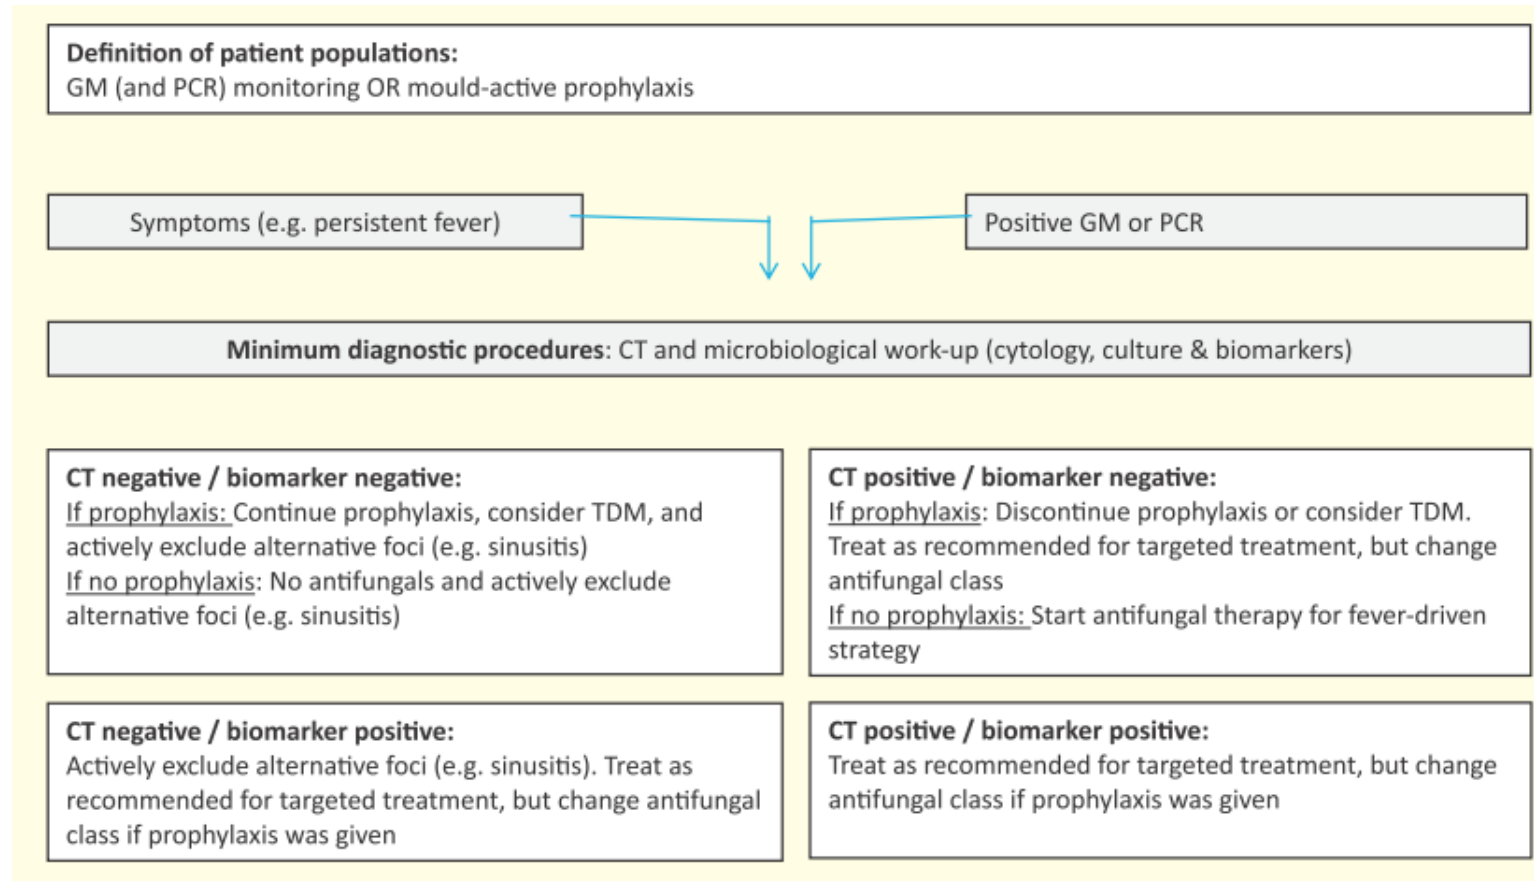 Definition of patient populations:
GM (and PCR) monitoring OR mould-active prophylaxis
Symptoms (e.g. persistent fever)
Positive GM or PCR
Minimum diagnostic procedures: CT and microbiological work-up (cytology, culture & biomarkers)
CT negative / biomarker negative:
If prophylaxis: Continue prophylaxis, consider TDM, and
actively exclude alternative foci (e.g. sinusitis)
If no prophylaxis: No antifungals and actively exclude
alternative foci (e.g. sinusitis)
CT positive / biomarker negative:
If prophylaxis: Discontinue prophylaxis or consider TDM.
Treat as recommended for targeted treatment, but change
antifungal class
If no prophylaxis: Start antifungal therapy for fever-driven
strategy
CT negative / biomarker positive:
Actively exclude alternative foci (e.g. sinusitis). Treat as
recommended for targeted treatment, but change antifungal
class if prophylaxis was given
CT positive / biomarker positive:
Treat as recommended for targeted treatment, but change
antifungal class if prophylaxis was given